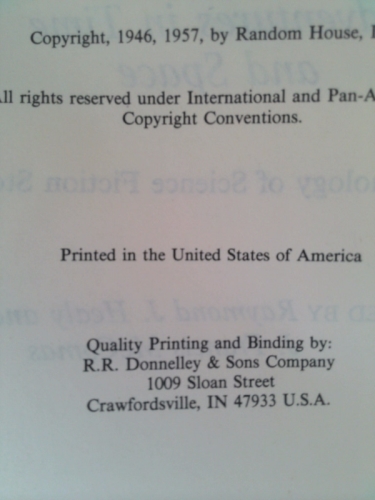 Copyright, 1946, 1957, by Random House,
All rights reserved under International and Pan-A
Copyright Conventions.
Printed in the United States of America
Quality Printing and Binding by:
R.R. Donnelley & Sons Company
1009 Sloan Street
Crawfordsville, IN 47933 U.S.A.